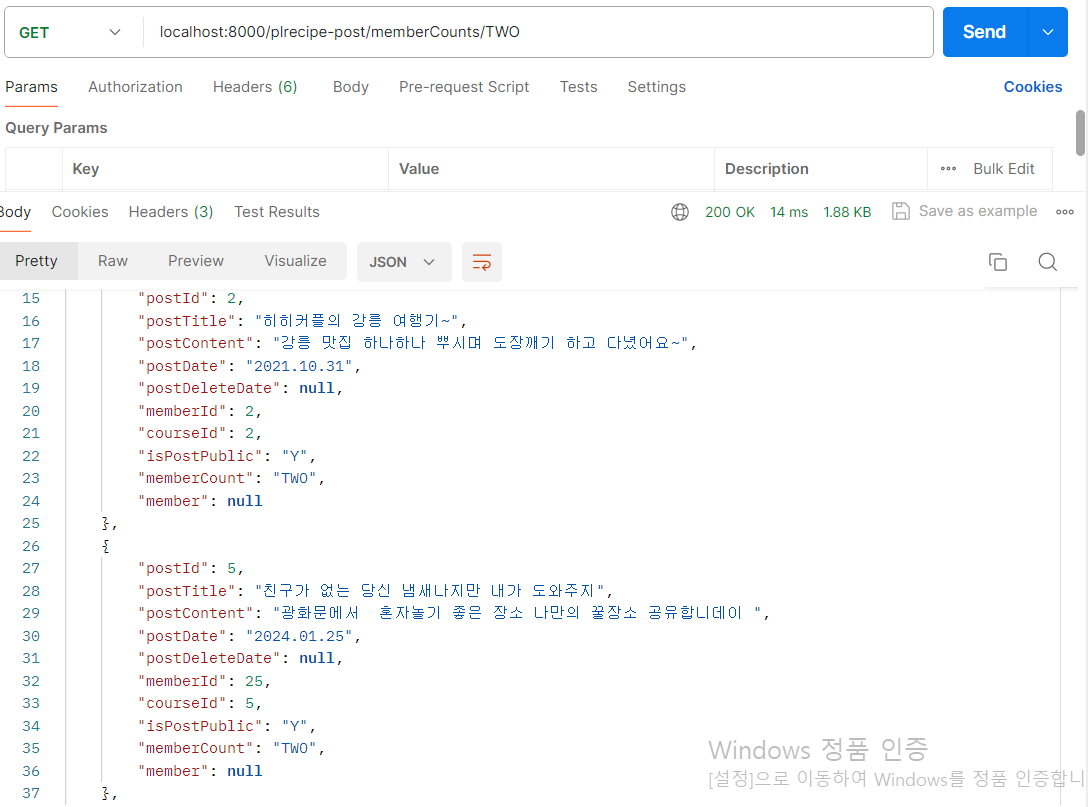 GET localhost:8000/plrecipe-post/memberCounts/TWO Send
Params Authorization Headers (6) Body Pre-request Script Tests Settings Cookies
Query Params
Key Value Description Bulk Edit
Body Cookies Headers (3) Test Results 200 OK 14 ms 1.88 KB Save as example
Pretty Raw Preview Visualize JSON
15 "postId": 2,
16 "postTitle": "히히커플의 강릉 여행기~",
17 "postContent": "강릉 맛집 하나하나 뿌시며 도장깨기 하고 다녔어요~",
18 "postDate": "2021.10.31",
19 "postDeleteDate": null,
20 "memberId": 2,
21 "courseId": 2,
22 "isPostPublic": "Y",
23 "memberCount": "TWO",
24 "member": null
25 },
26 {
27 "postId": 5,
28 "postTitle": "친구가 없는 당신 냄새나지만 내가 도와주지",
29 "postContent": "광화문에서  혼자놀기 좋은 장소 나만의 꿀장소 공유합니데이 ",
30 "postDate": "2024.01.25",
31 "postDeleteDate": null,
32 "memberId": 25,
33 "courseId": 5,
34 "isPostPublic": "Y",
35 "memberCount": "TWO",
36 "member": null
37 },
Windows 정품 인증
[설정]으로 이동하여 Windows를 정품 인증합니